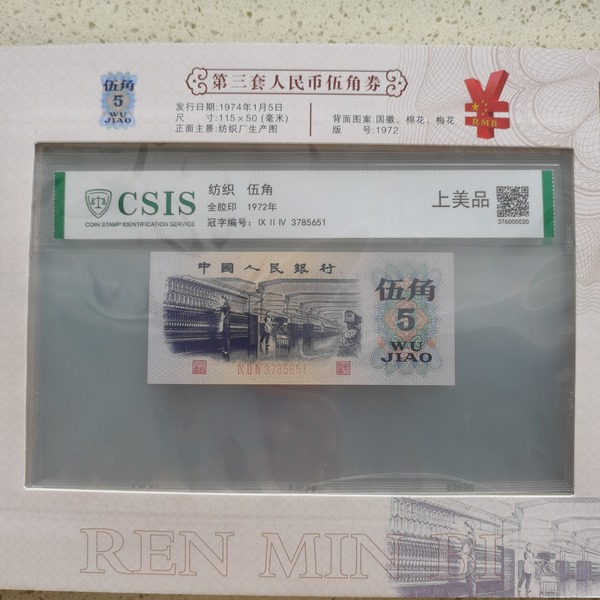 第三套人民币伍角券
伍角
5
WU
JIAO
发行日期:1974年1月5日
尺 寸:115×50(毫米)
正面主景:纺织厂生产图
背面图案:国徽、棉花、梅花
版 号:1972
¥
RMB
CSIS
COIN STAMP IDENTIFICATION SERVICE
纺织 伍角
全胶印 1972年
冠字编号: IX II IV 3785651
上美品
376000020
中國人民銀行
伍角
5
WU
JIAO
IX II IV 3785651
REN MIN BI